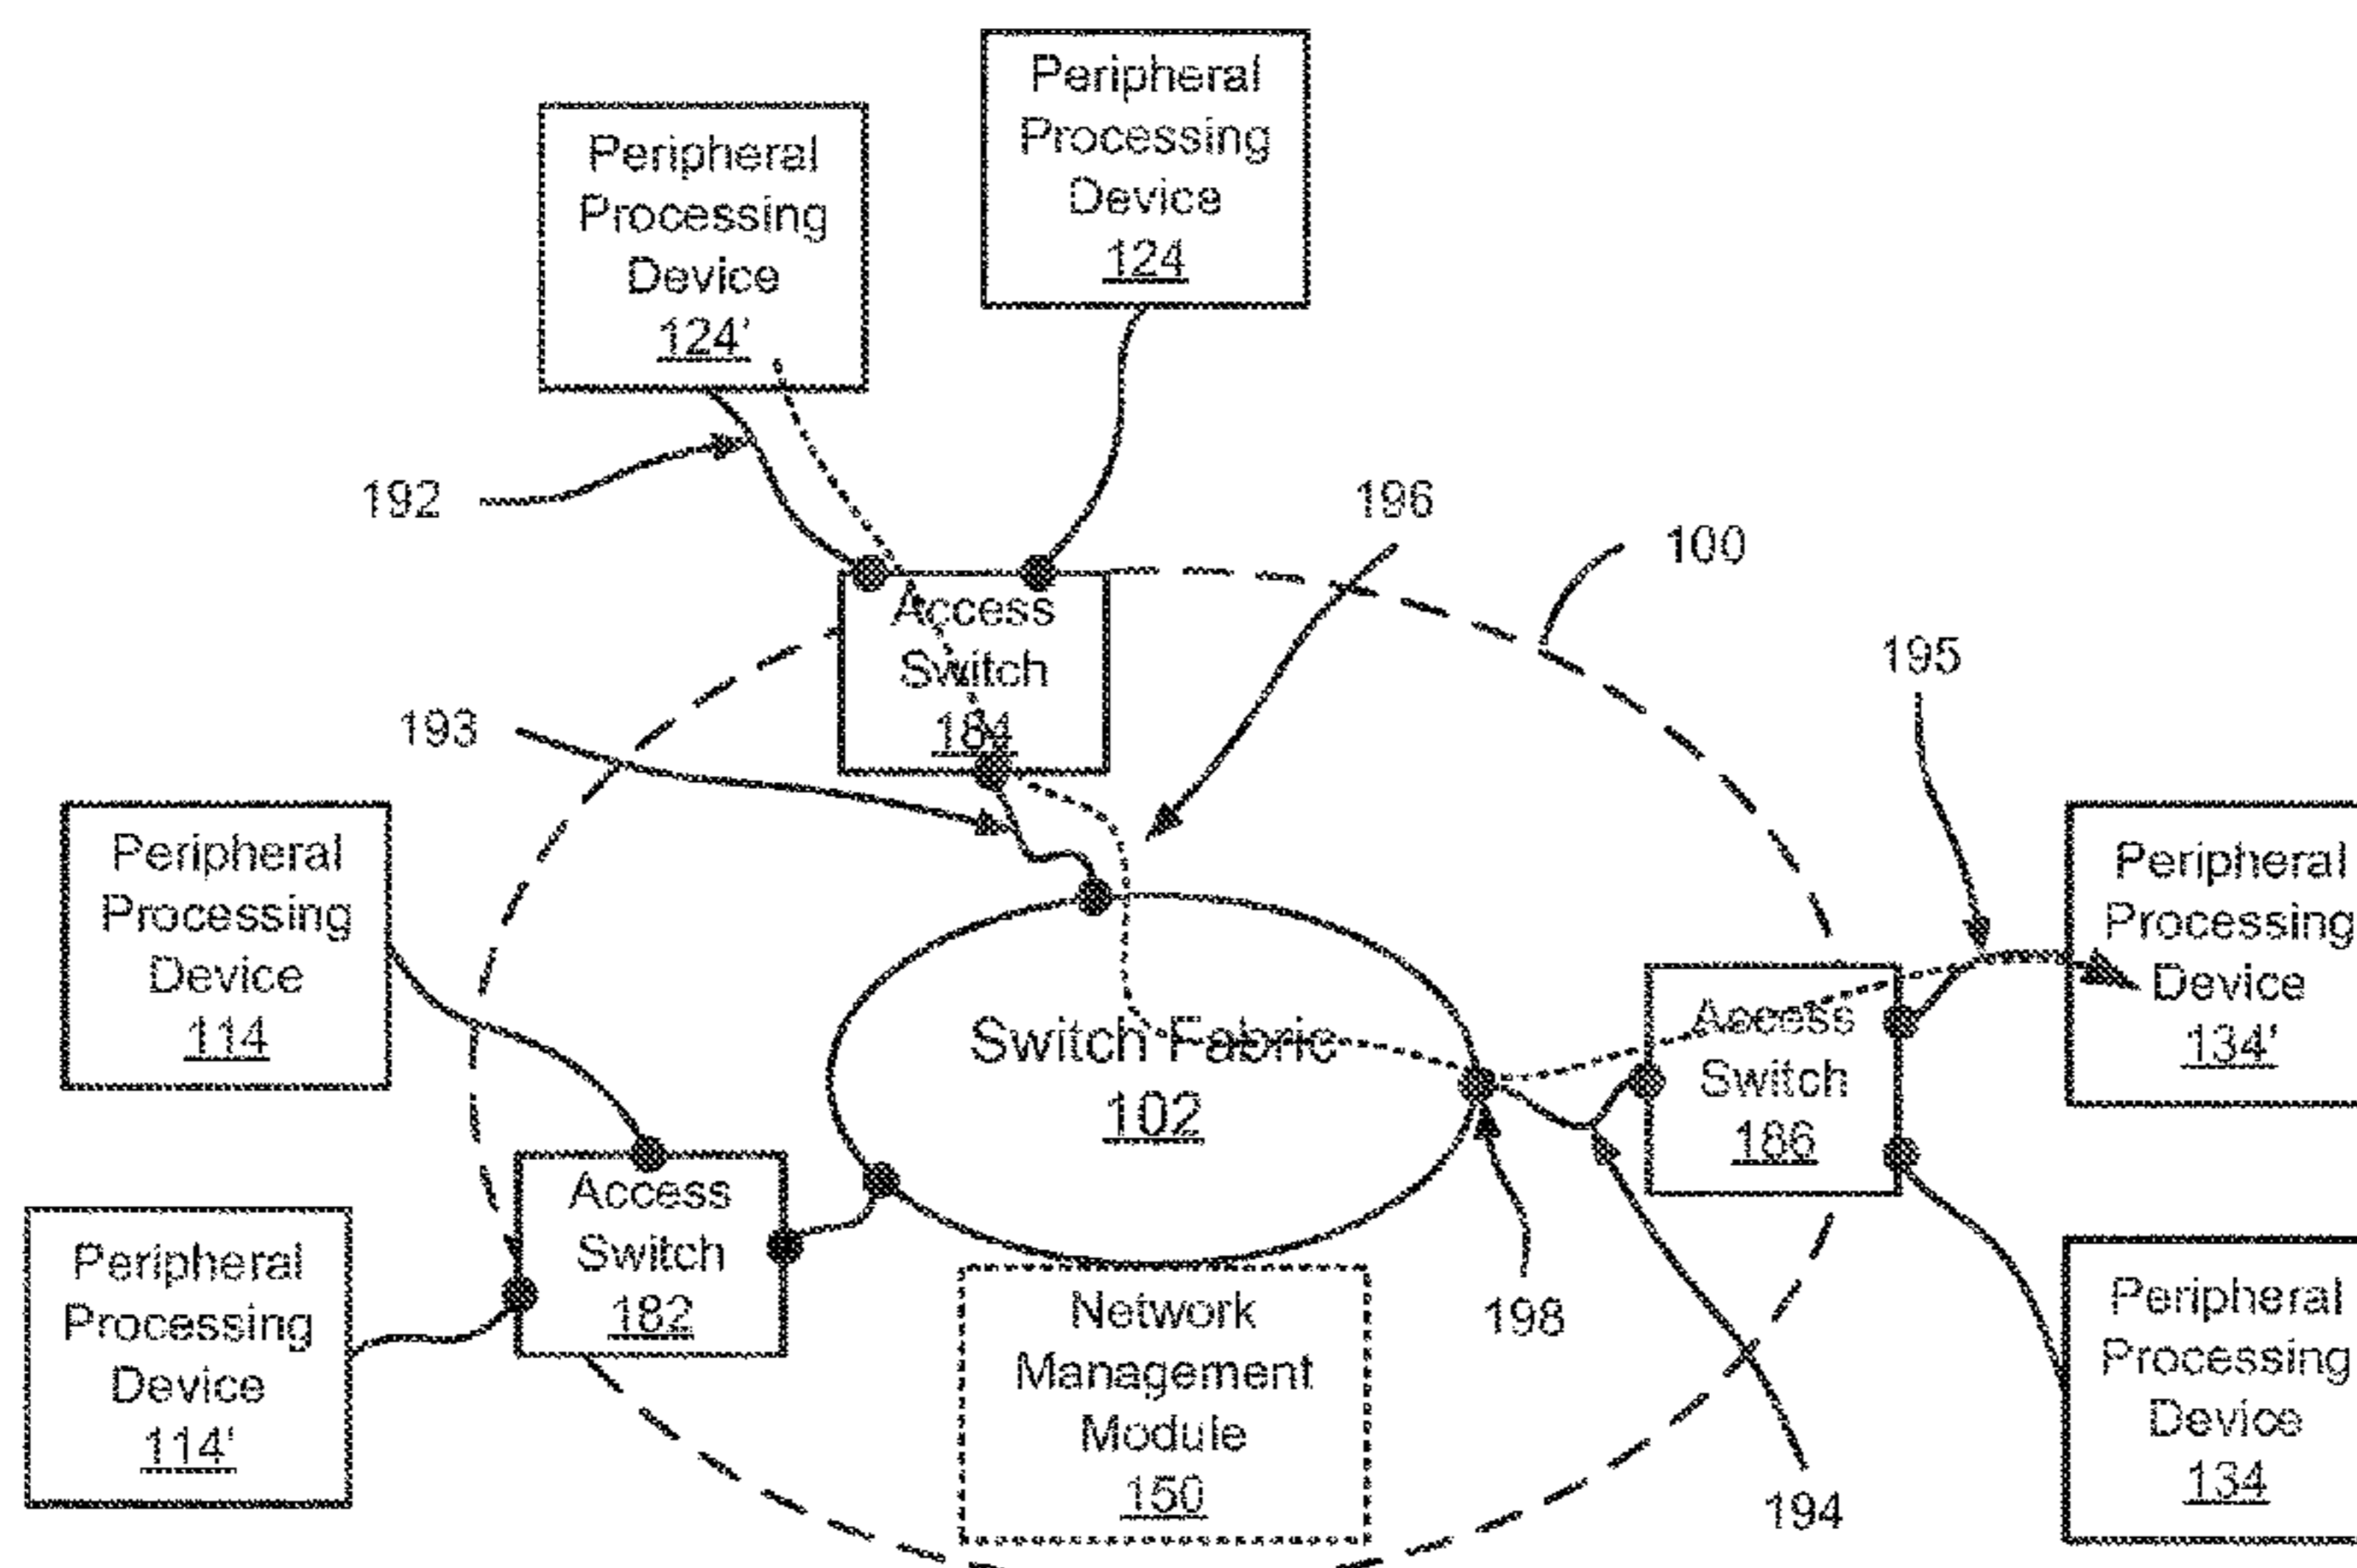 Peripheral
Processing
Device
124
Peripheral
Processing
Device
124'
192
196
100
195
Access
Switch
184
193
Peripheral
Processing
Device
114
Peripheral
Processing
Device
134'
Switch Fabric
102
Access
Switch
186
Access
Switch
182
Peripheral
Processing
Device
114'
Network
Management
Module
150
198
194
Peripheral
Processing
Device
134